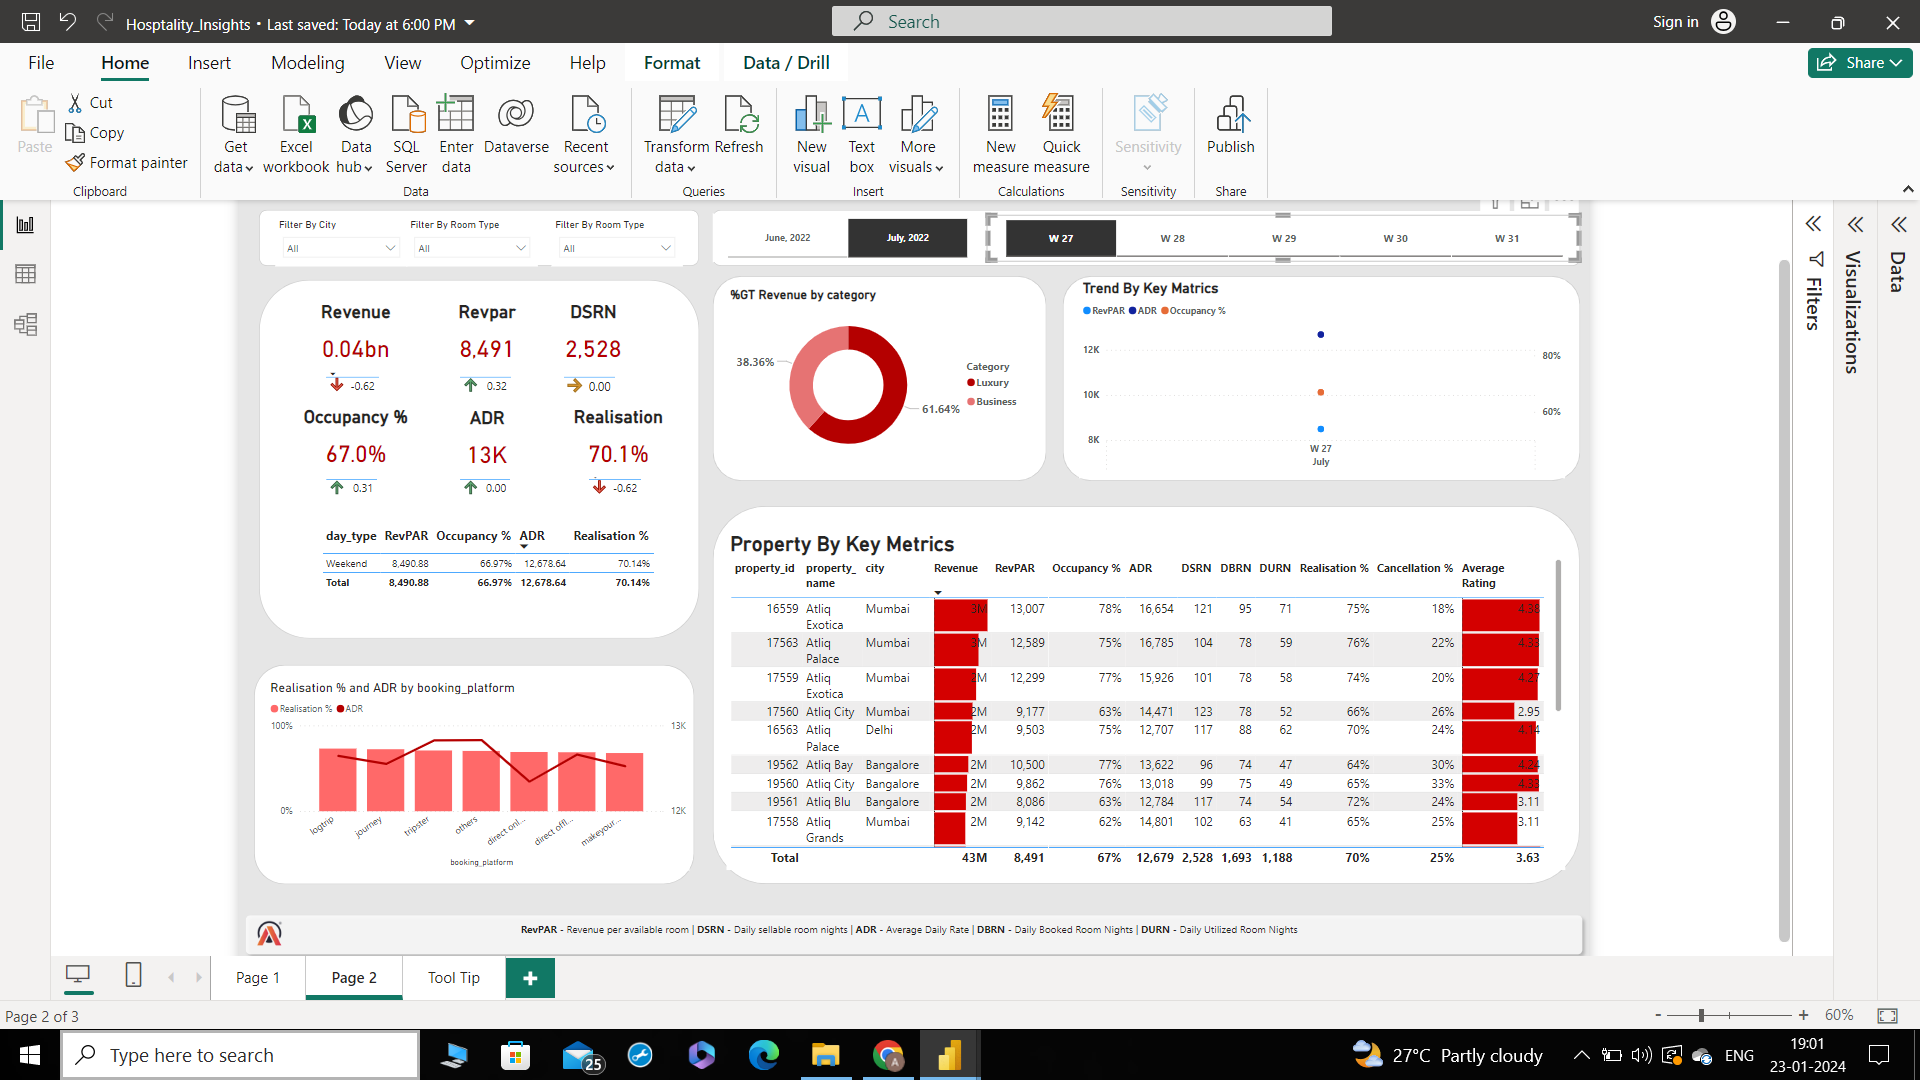 Hosptality_Insights • Last saved: Today at 6:00 PM
Search
Sign in
File Home Insert Modeling View Optimize Help Format Data / Drill
Share
Paste
Cut
Copy
Format painter
Clipboard
Get data
Excel workbook
Data hub
SQL Server
Enter data
Dataverse
Recent sources
Data
Transform data
Refresh
Queries
New visual
Text box
More visuals
Insert
New measure
Quick measure
Calculations
Sensitivity
Sensitivity
Publish
Share
Filter By City Filter By Room Type Filter By Room Type
All All All
June, 2022 July, 2022
W 27 W 28 W 29 W 30 W 31
Filters
Visualizations
Data
Revenue Revpar DSRN
0.04bn 8,491 2,528
-0.62 0.32 0.00
Occupancy % ADR Realisation
67.0% 13K 70.1%
0.31 0.00 -0.62
day_type RevPAR Occupancy % ADR Realisation %
Weekend 8,490.88 66.97% 12,678.64 70.14%
Total 8,490.88 66.97% 12,678.64 70.14%
%GT Revenue by category
38.36%
61.64%
Category
Luxury
Business
Trend By Key Matrics
RevPAR ADR Occupancy %
12K
10K
8K
80%
60%
W 27
July
Realisation % and ADR by booking_platform
Realisation % ADR
100% 13K
0% 12K
logtrip journey tripster others direct onl... direct offl... makeyour...
booking_platform
Property By Key Metrics
property_id property_name city Revenue RevPAR Occupancy % ADR DSRN DBRN DURN Realisation % Cancellation % Average Rating
16559 Atliq Exotica Mumbai 3M 13,007 78% 16,654 121 95 71 75% 18% 4.38
17563 Atliq Palace Mumbai 3M 12,589 75% 16,785 104 78 59 76% 22% 4.33
17559 Atliq Exotica Mumbai 2M 12,299 77% 15,926 101 78 58 74% 20% 4.27
17560 Atliq City Mumbai 2M 9,177 63% 14,471 123 78 52 66% 26% 2.95
16563 Atliq Palace Delhi 2M 9,503 75% 12,707 117 88 62 70% 24% 4.14
19562 Atliq Bay Bangalore 2M 10,500 77% 13,622 96 74 47 64% 30% 4.24
19560 Atliq City Bangalore 2M 9,862 76% 13,018 99 75 49 65% 33% 4.33
19561 Atliq Blu Bangalore 2M 8,086 63% 12,784 117 74 54 72% 24% 3.11
17558 Atliq Grands Mumbai 2M 9,142 62% 14,801 102 63 41 65% 25% 3.11
Total 43M 8,491 67% 12,679 2,528 1,693 1,188 70% 25% 3.63
RevPAR - Revenue per available room | DSRN - Daily sellable room nights | ADR - Average Daily Rate | DBRN - Daily Booked Room Nights | DURN - Daily Utilized Room Nights
Page 1 Page 2 Tool Tip +
Page 2 of 3
- + 60%
Type here to search
25
27°C Partly cloudy
ENG
19:01
23-01-2024